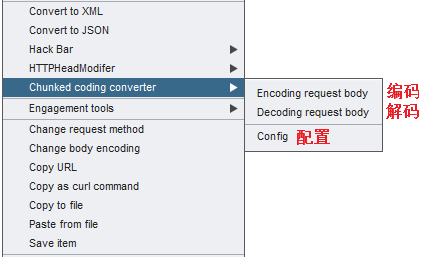 Convert to XML
Convert to JSON
Hack Bar
HTTPHeadModifer
Chunked coding converter
Encoding request body 编码
Decoding request body 解码
Config 配置
Engagement tools
Change request method
Change body encoding
Copy URL
Copy as curl command
Copy to file
Paste from file
Save item